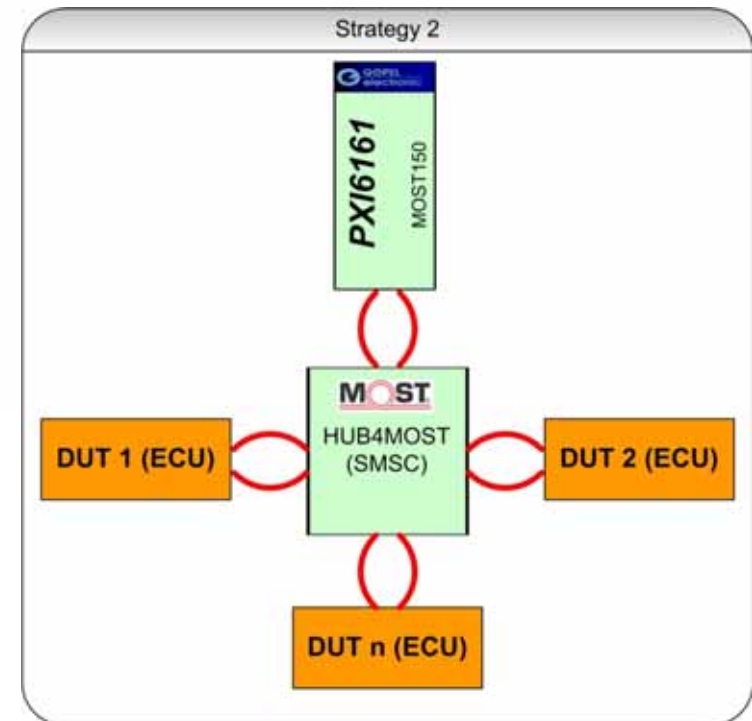 Strategy 2
GOPEL
electronic
PXI6161
MOST150
MOST
HUB4MOST
(SMSC)
DUT 1 (ECU)
DUT 2 (ECU)
DUT n (ECU)